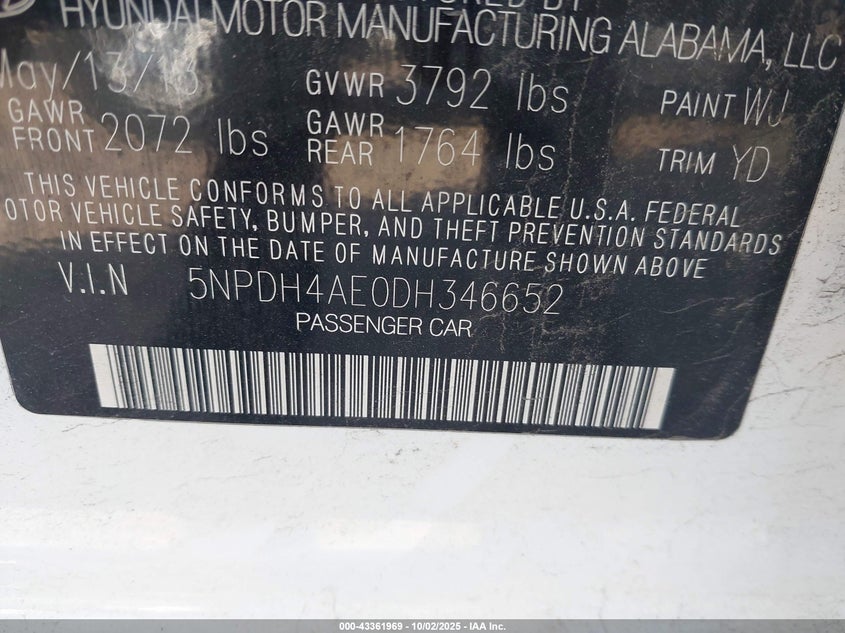 HYUNDAI MOTOR MANUFACTURING ALABAMA, LLC
May/13/13 GVWR 3792 lbs PAINT WJ
GAWR FRONT 2072 lbs GAWR REAR 1764 lbs TRIM YD
THIS VEHICLE CONFORMS TO ALL APPLICABLE U.S.A. FEDERAL
OTOR VEHICLE SAFETY, BUMPER, AND THEFT PREVENTION STANDARDS
IN EFFECT ON THE DATE OF MANUFACTURE SHOWN ABOVE
V.I.N 5NPDH4AE0DH346652
PASSENGER CAR
000-43361969 - 10/02/2025 - IAA Inc.